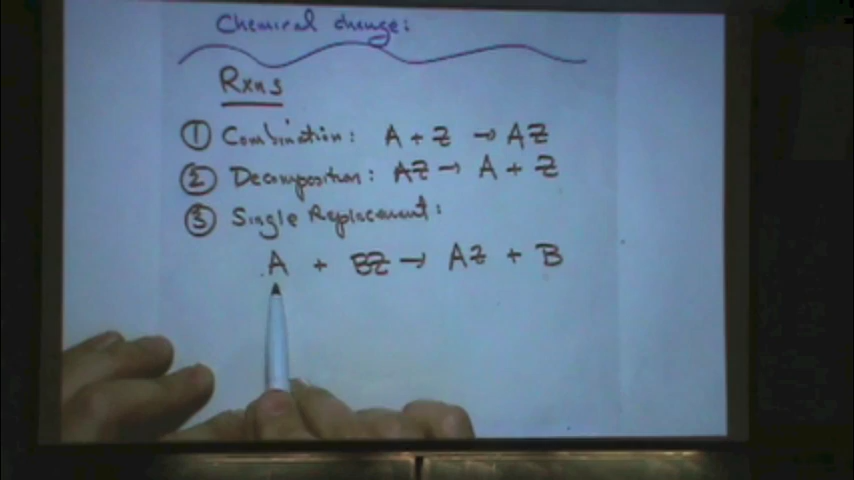 Chemical change:
Rxns
① Combination: A + Z → AZ
② Decomposition: AZ → A + Z
③ Single Replacement:
A + BZ → AZ + B